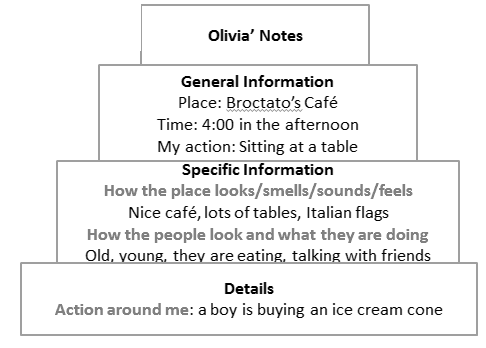 Olivia’ Notes
General Information
Place: Broctato’s Café
Time: 4:00 in the afternoon
My action: Sitting at a table
Specific Information
How the place looks/smells/sounds/feels
Nice café, lots of tables, Italian flags
How the people look and what they are doing
Old, young, they are eating, talking with friends
Details
Action around me: a boy is buying an ice cream cone